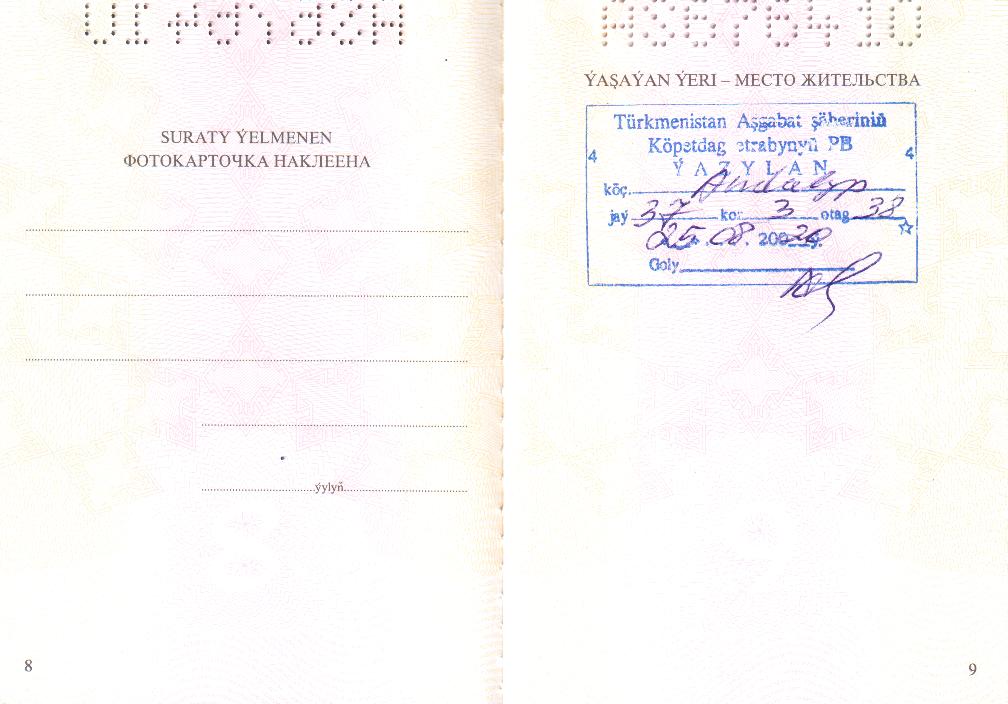 SURATY ÝELMENEN
ФОТОКАРТОЧКА НАКЛЕЕНА
ýylyň
8
ÝAŞAÝAN ÝERI – МЕСТО ЖИТЕЛЬСТВА
Türkmenistan Aşgabat şäheriniň
4 Köpetdag etrabynyň PB 4
ÝAZYLAN
köç. Andalyp
jaý 37 kor 3 otag 38
25.08.2020
Goly
9